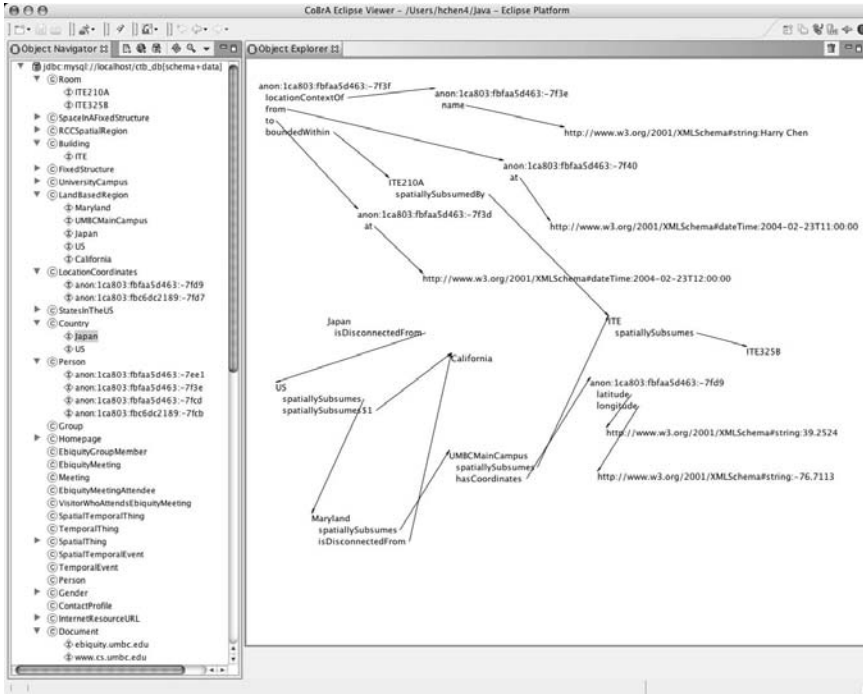 CoBrA Eclipse Viewer - /Users/hchen4/Java - Eclipse Platform
Object Navigator
jdbc:mysql://localhost/ctb_db[schema+data]
Room
ITE210A
ITE325B
SpaceInAFixedStructure
RCCSpatialRegion
Building
ITE
FixedStructure
UniversityCampus
LandBasedRegion
Maryland
UMBCMainCampus
Japan
US
California
LocationCoordinates
anon:1ca803:fbfaa5d463:-7fd9
anon:1ca803:fbc6dc2189:-7fd7
StatesInTheUS
Country
Japan
US
Person
anon:1ca803:fbfaa5d463:-7ee1
anon:1ca803:fbfaa5d463:-7f3e
anon:1ca803:fbfaa5d463:-7fcd
anon:1ca803:fbc6dc2189:-7fcb
Group
Homepage
EbiquityGroupMember
EbiquityMeeting
Meeting
EbiquityMeetingAttendee
VisitorWhoAttendsEbiquityMeeting
SpatialTemporalThing
TemporalThing
SpatialThing
SpatialTemporalEvent
TemporalEvent
Person
Gender
ContactProfile
InternetResourceURL
Document
ebiquity.umbc.edu
www.cs.umbc.edu
Object Explorer
anon:1ca803:fbfaa5d463:-7f3f
locationContextOf
from
to
boundedWithin
anon:1ca803:fbfaa5d463:-7f3e
name
http://www.w3.org/2001/XMLSchema#string:Harry Chen
anon:1ca803:fbfaa5d463:-7f40
at
ITE210A
spatiallySubsumedBy
anon:1ca803:fbfaa5d463:-7f3d
at
http://www.w3.org/2001/XMLSchema#dateTime:2004-02-23T11:00:00
http://www.w3.org/2001/XMLSchema#dateTime:2004-02-23T12:00:00
Japan
isDisconnectedFrom
ITE
spatiallySubsumes
ITE325B
California
US
spatiallySubsumes
spatiallySubsumes$1
anon:1ca803:fbfaa5d463:-7fd9
latitude
longitude
http://www.w3.org/2001/XMLSchema#string:39.2524
UMBCMainCampus
spatiallySubsumes
hasCoordinates
http://www.w3.org/2001/XMLSchema#string:-76.7113
Maryland
spatiallySubsumes
isDisconnectedFrom